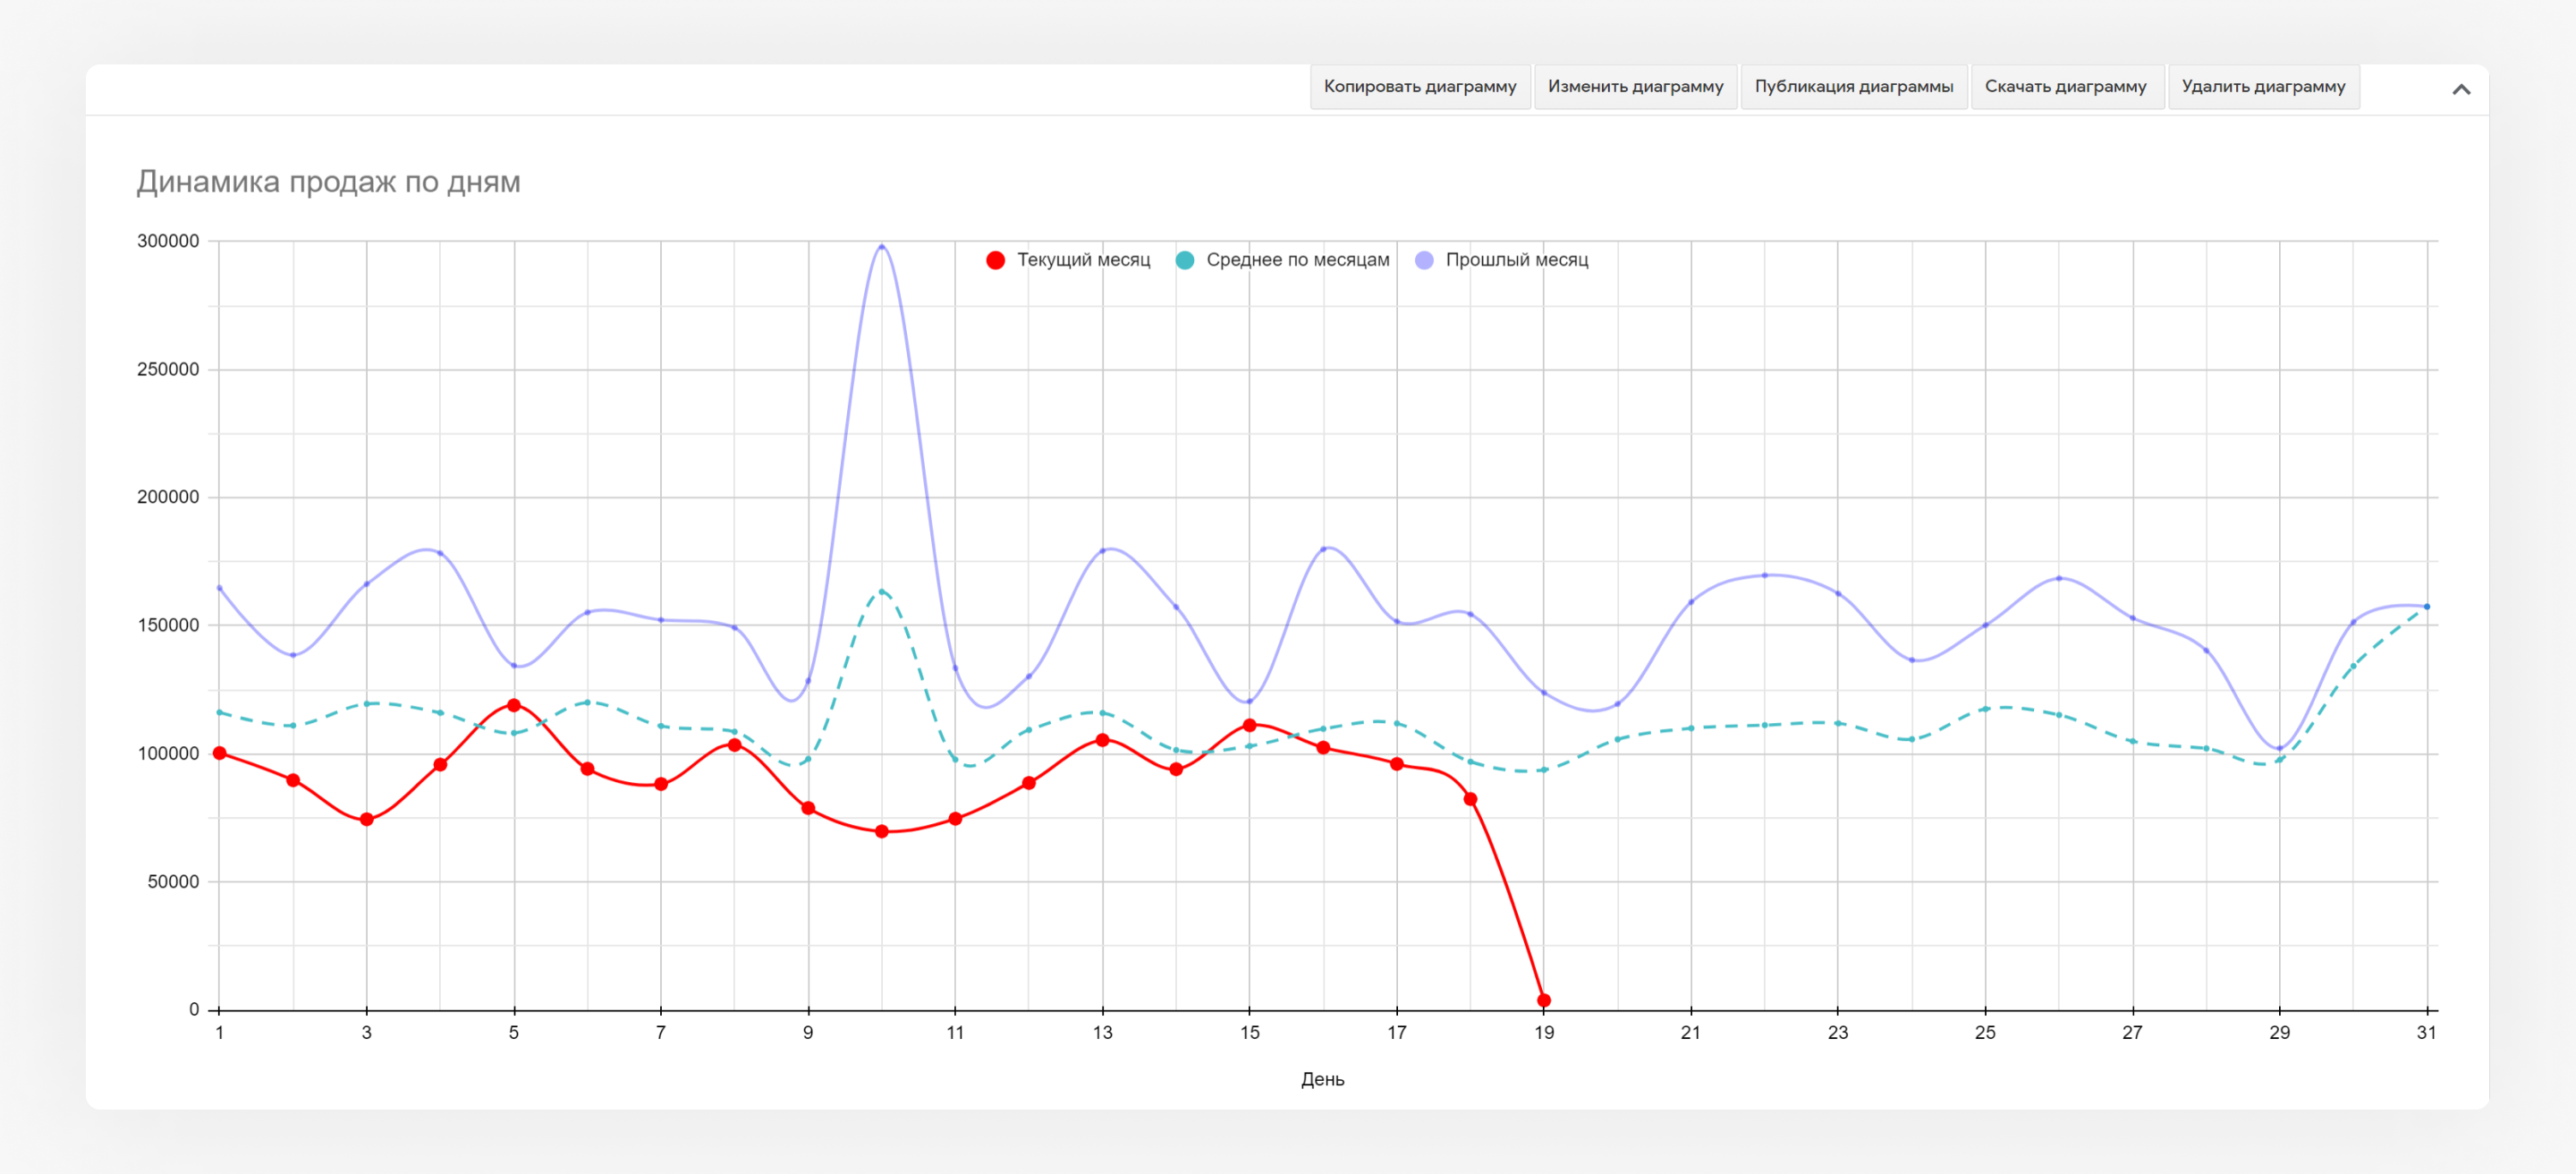 Копировать диаграмму Изменить диаграмму Публикация диаграммы Скачать диаграмму Удалить диаграмму
Динамика продаж по дням
Текущий месяц Среднее по месяцам Прошлый месяц
300000
250000
200000
150000
100000
50000
0
1 3 5 7 9 11 13 15 17 19 21 23 25 27 29 31
День